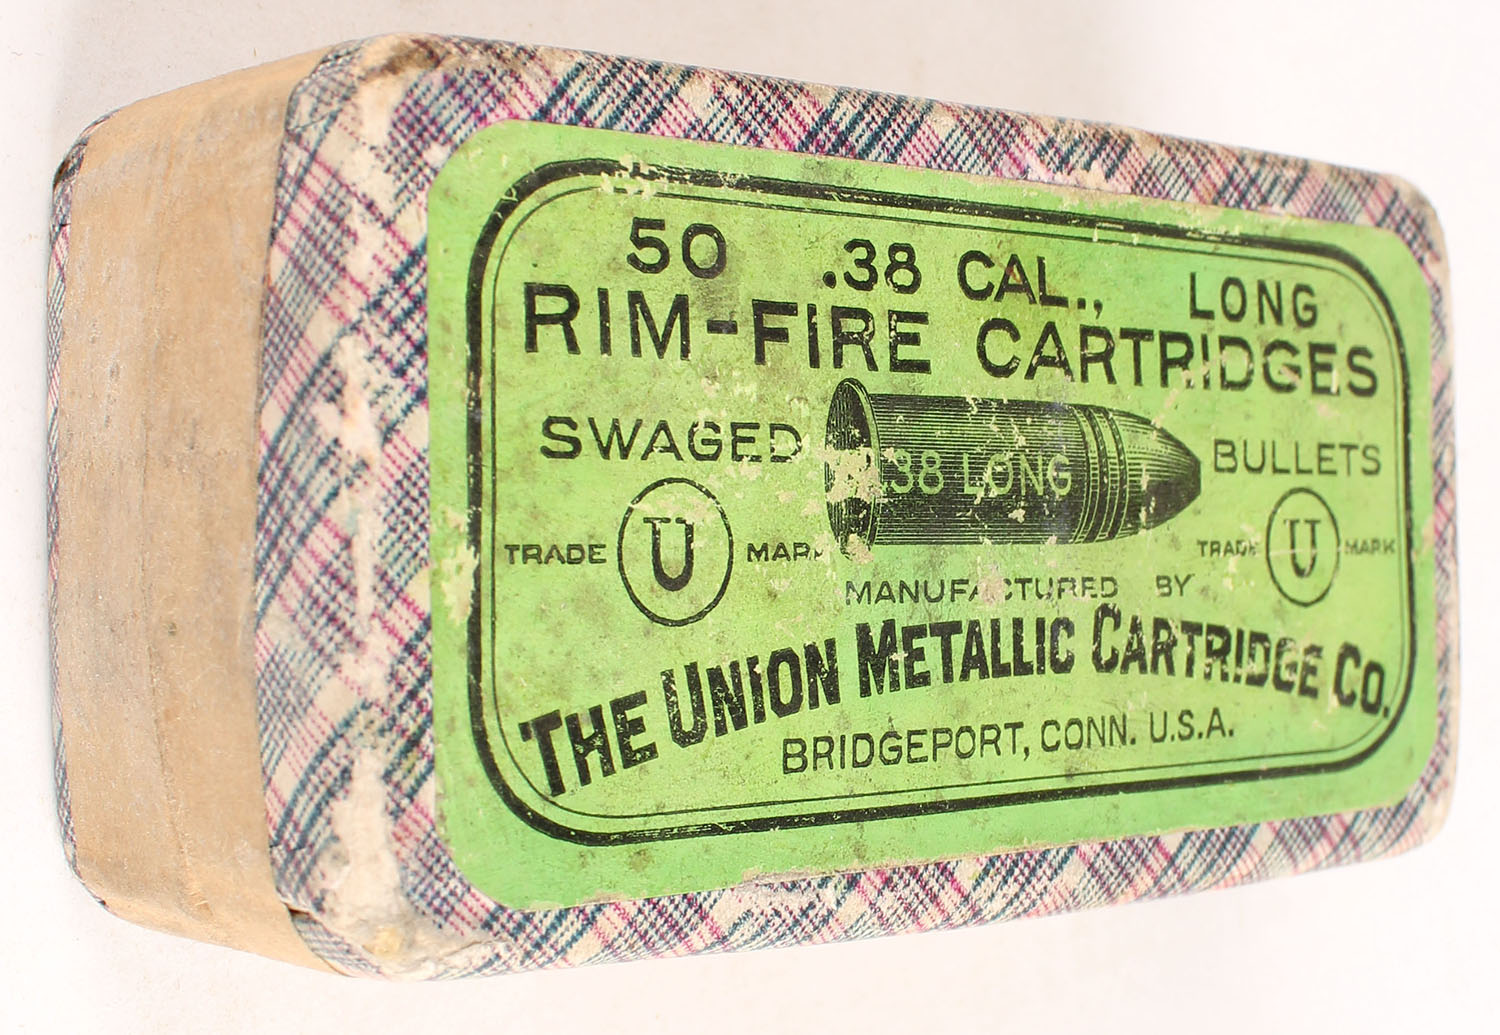 50 .38 CAL., LONG
RIM-FIRE CARTRIDGES
SWAGED BULLETS
.38 LONG
TRADE U MARK TRADE U MARK
MANUFACTURED BY
THE UNION METALLIC CARTRIDGE CO.
BRIDGEPORT, CONN. U.S.A.